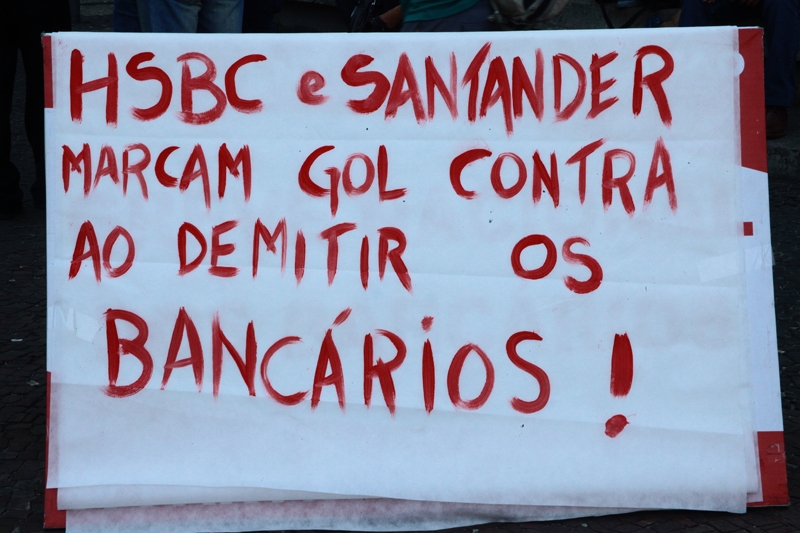 HSBC e SANTANDER
MARCAM GOL CONTRA
AO DEMITIR OS
BANCÁRiOS !